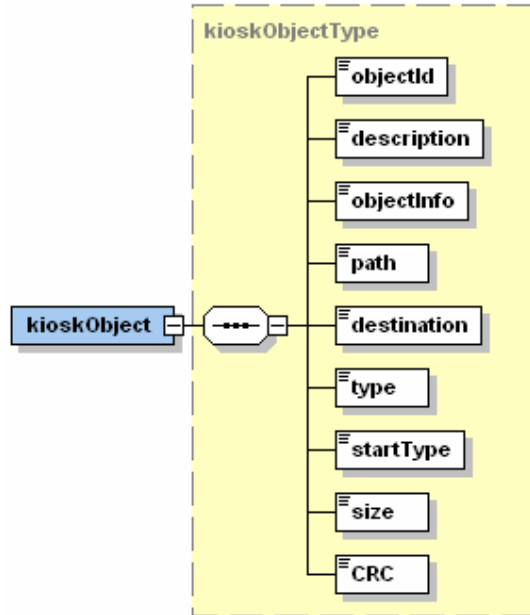 kioskObjectType
objectId
description
objectInfo
path
kioskObject
destination
type
startType
size
CRC